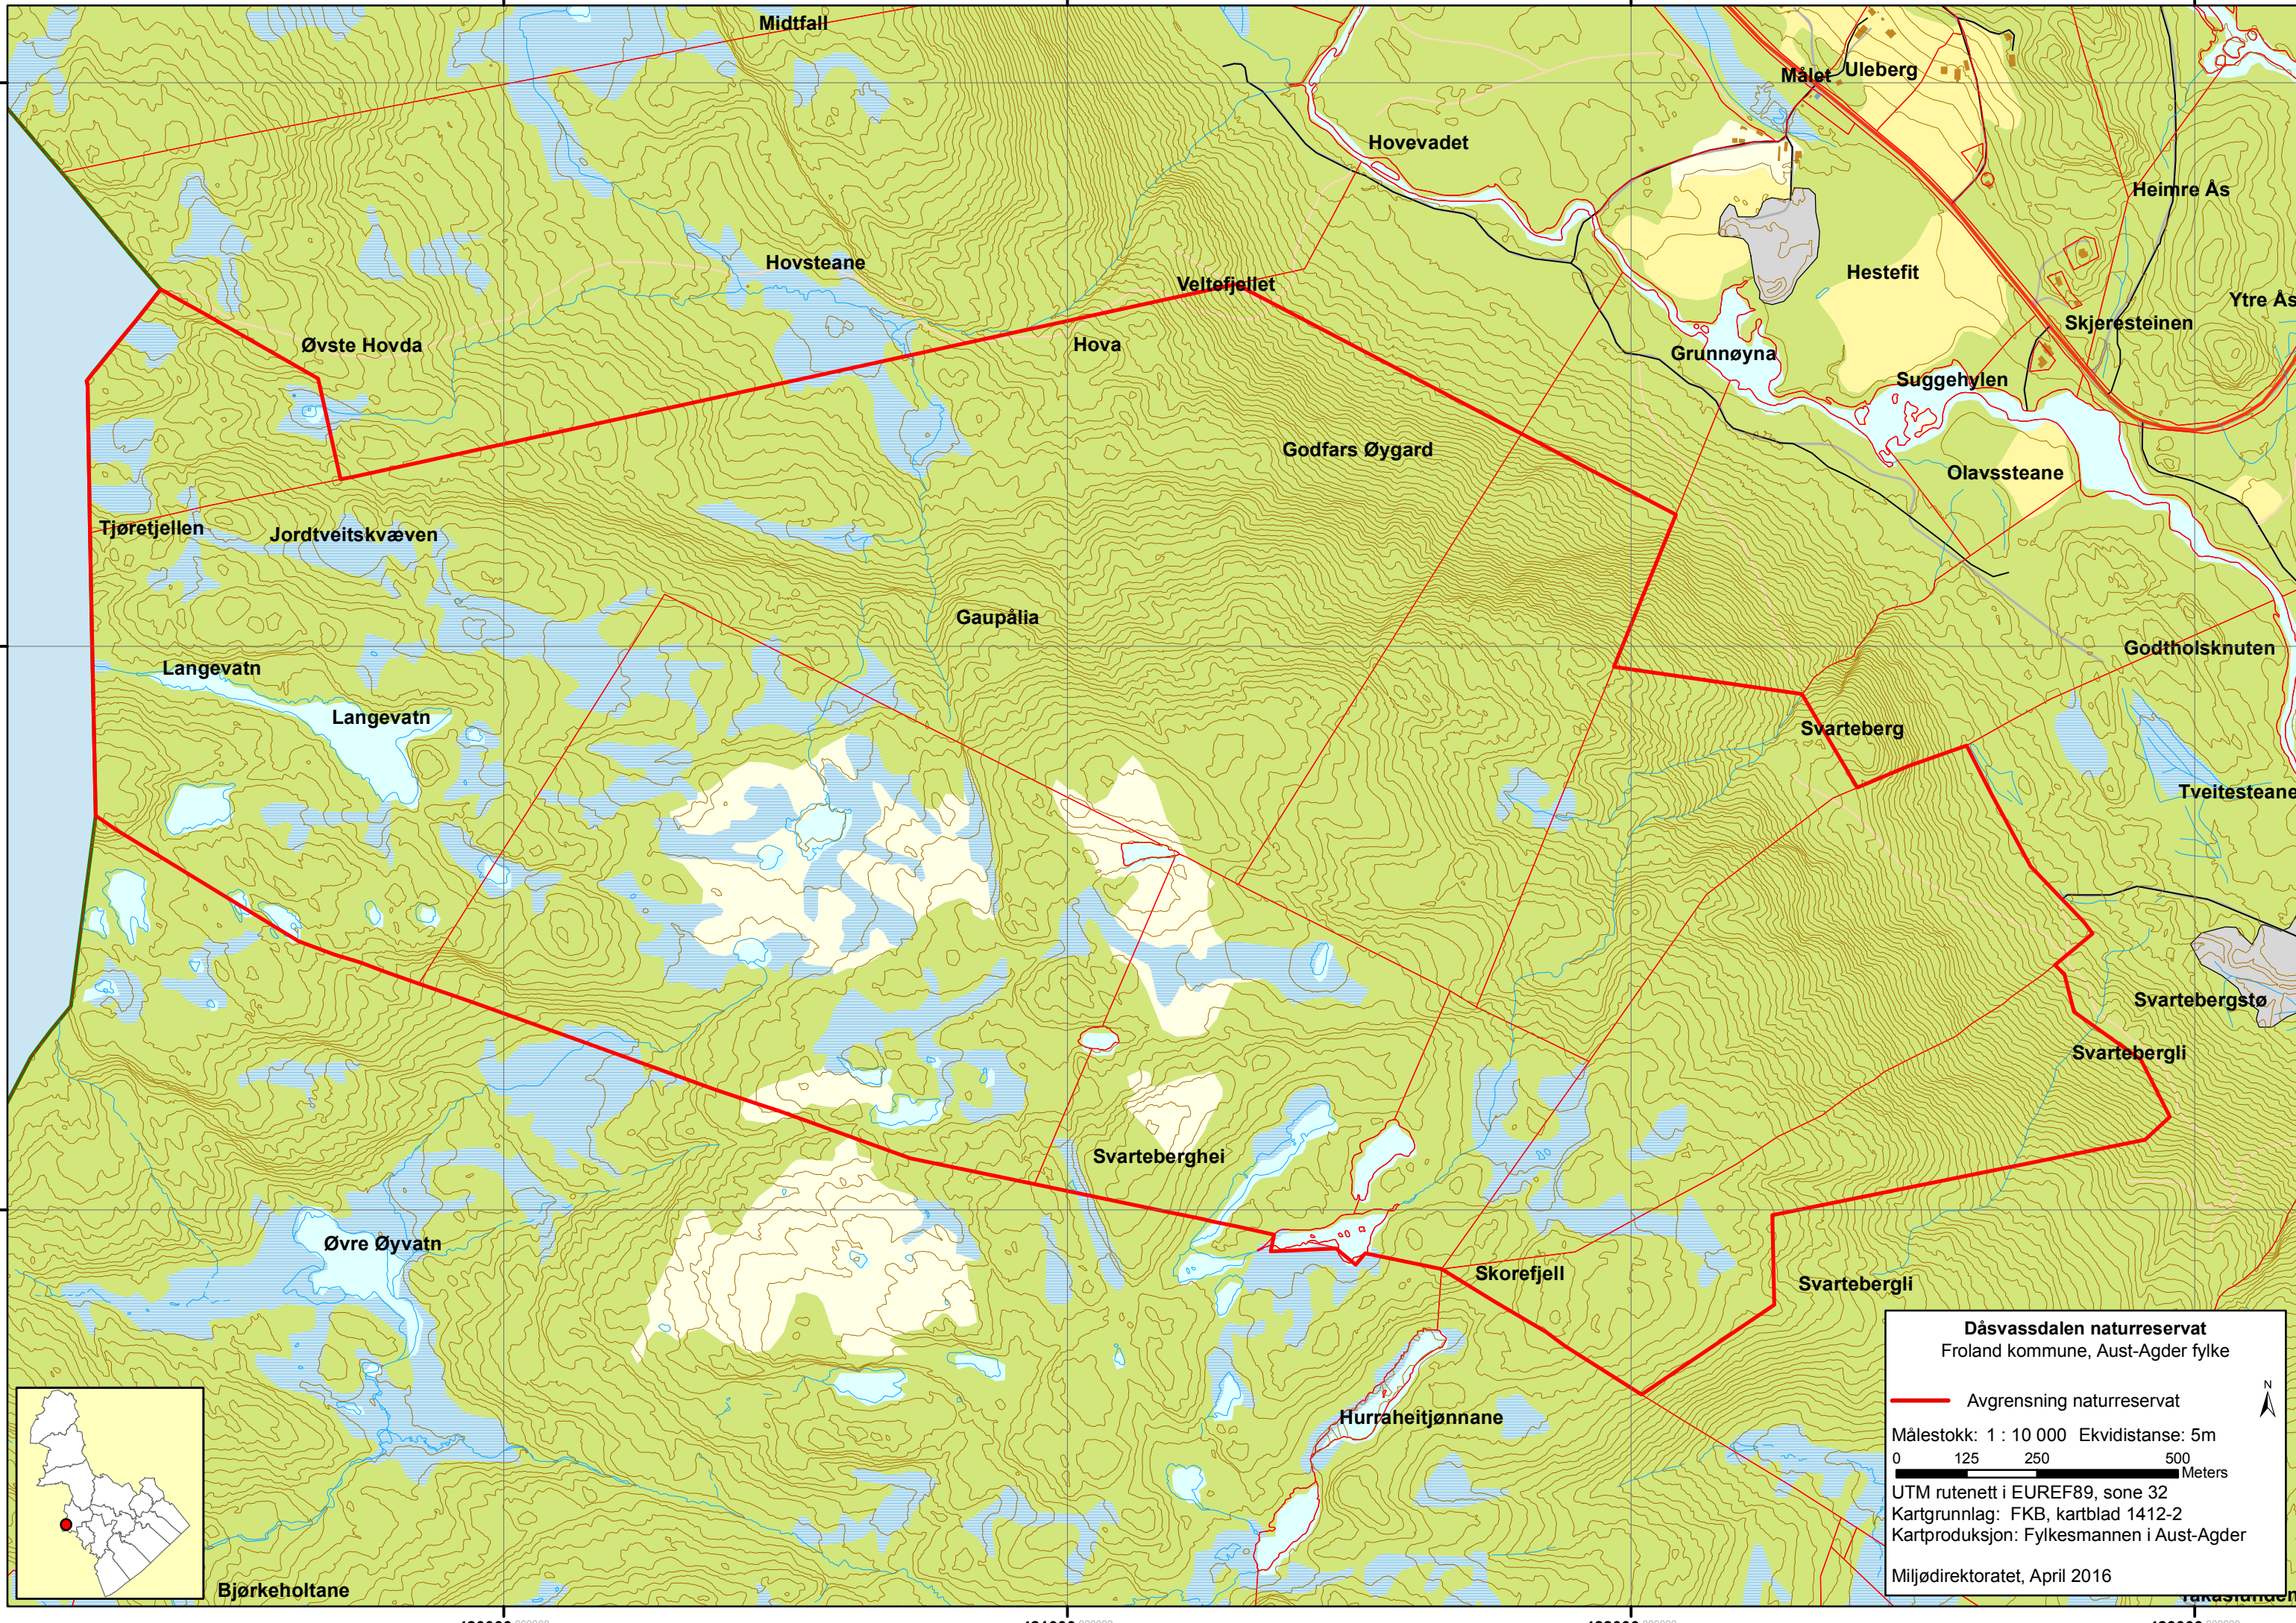 Midtfall
Målet
Uleberg
Hovevadet
Heimre Ås
Hovsteane
Veltefjellet
Hestefit
Ytre Ås
Øvste Hovda
Hova
Skjeresteinen
Grunnøyna
Suggehylen
Godfars Øygard
Olavssteane
Tjøretjellen
Jordtveitskvæven
Gaupålia
Godtholsknuten
Langevatn
Langevatn
Svarteberg
Tveitesteane
Svartebergstø
Svartebergli
Svarteberghei
Øvre Øyvatn
Skorefjell
Svartebergli
Hurraheitjønnane
Bjørkeholtane
Dåsvassdalen naturreservat
Froland kommune, Aust-Agder fylke
N
Avgrensning naturreservat
Målestokk: 1 : 10 000 Ekvidistanse: 5m
0 125 250 500
Meters
UTM rutenett i EUREF89, sone 32
Kartgrunnlag: FKB, kartblad 1412-2
Kartproduksjon: Fylkesmannen i Aust-Agder
Miljødirektoratet, April 2016